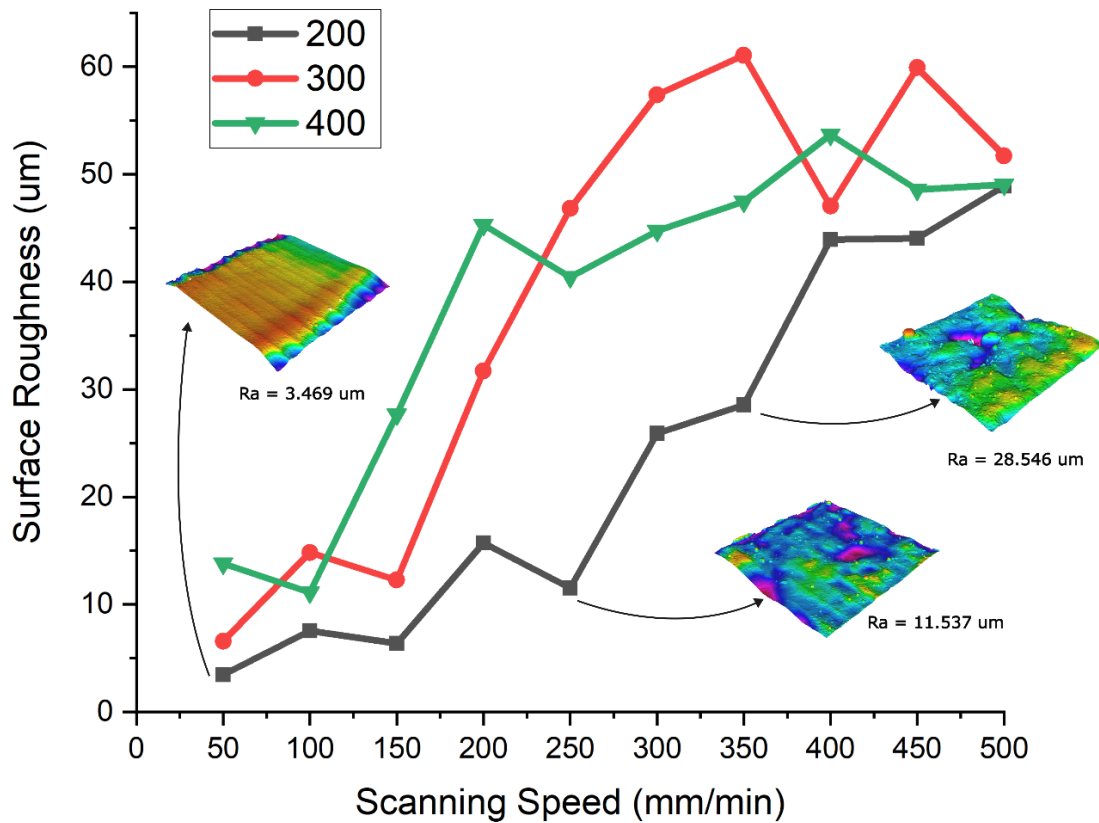 200
300
400
Surface Roughness (um)
60
50
40
30
20
10
0
Ra = 3.469 um
Ra = 28.546 um
Ra = 11.537 um
0 50 100 150 200 250 300 350 400 450 500
Scanning Speed (mm/min)